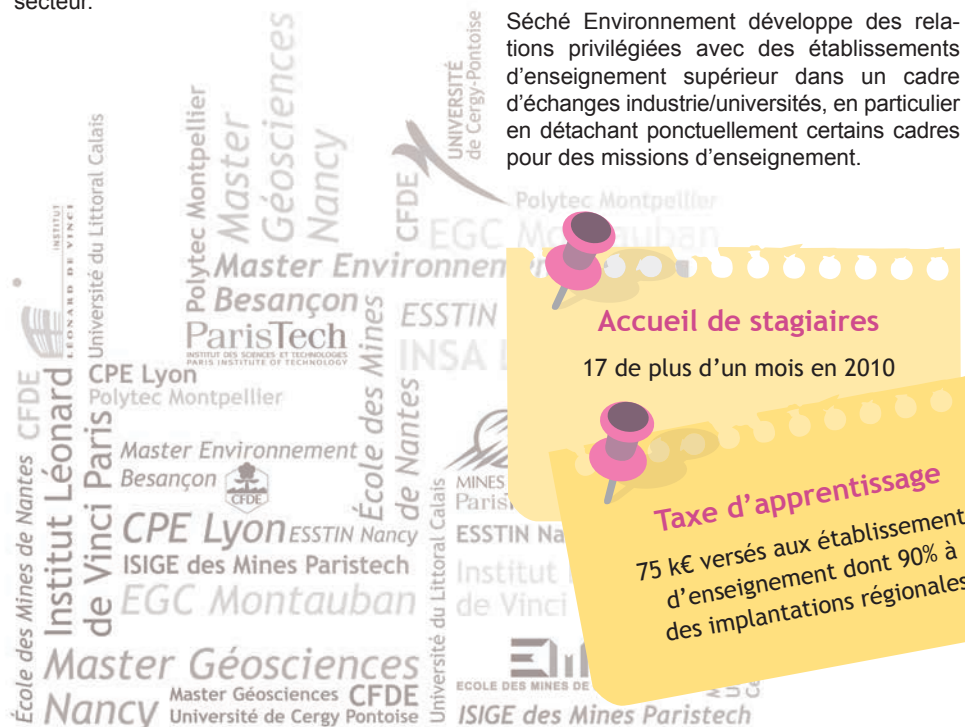 secteur.
Séché Environnement développe des rela-
tions privilégiées avec des établissements
d’enseignement supérieur dans un cadre
d’échanges industrie/universités, en particulier
en détachant ponctuellement certains cadres
pour des missions d’enseignement.
Accueil de stagiaires
17 de plus d’un mois en 2010
Taxe d’apprentissage
75 k€ versés aux établissement
d’enseignement dont 90% à
des implantations régionales
INSTITUT
LÉONARD DE VINCI
Université du Littoral Calais
Polytec Montpellier
Master
Géosciences
Nancy
CFDE
UNIVERSITÉ
de Cergy-Pontoise
Polytec Montpellier
EGC Montauban
Master Environnem
Besançon
ParisTech
INSTITUT DES SCIENCES ET TECHNOLOGIES
PARIS INSTITUTE OF TECHNOLOGY
École des Mines
de Nantes
ESSTIN
INSA
École des Mines de Nantes
CFDE
Institut Léonard
de Vinci Paris
CPE Lyon
Polytec Montpellier
Master Environnement
Besançon
CFDE
MINES
Paris
CPE Lyon
ESSTIN Nancy
ESSTIN Na
ISIGE des Mines Paristech
EGC Montauban
Université du Littoral Calais
Institut
de Vinci
Master Géosciences
Nancy
Master Géosciences
CFDE
Université de Cergy Pontoise
ECOLE DES MINES DE
ISIGE des Mines Paristech